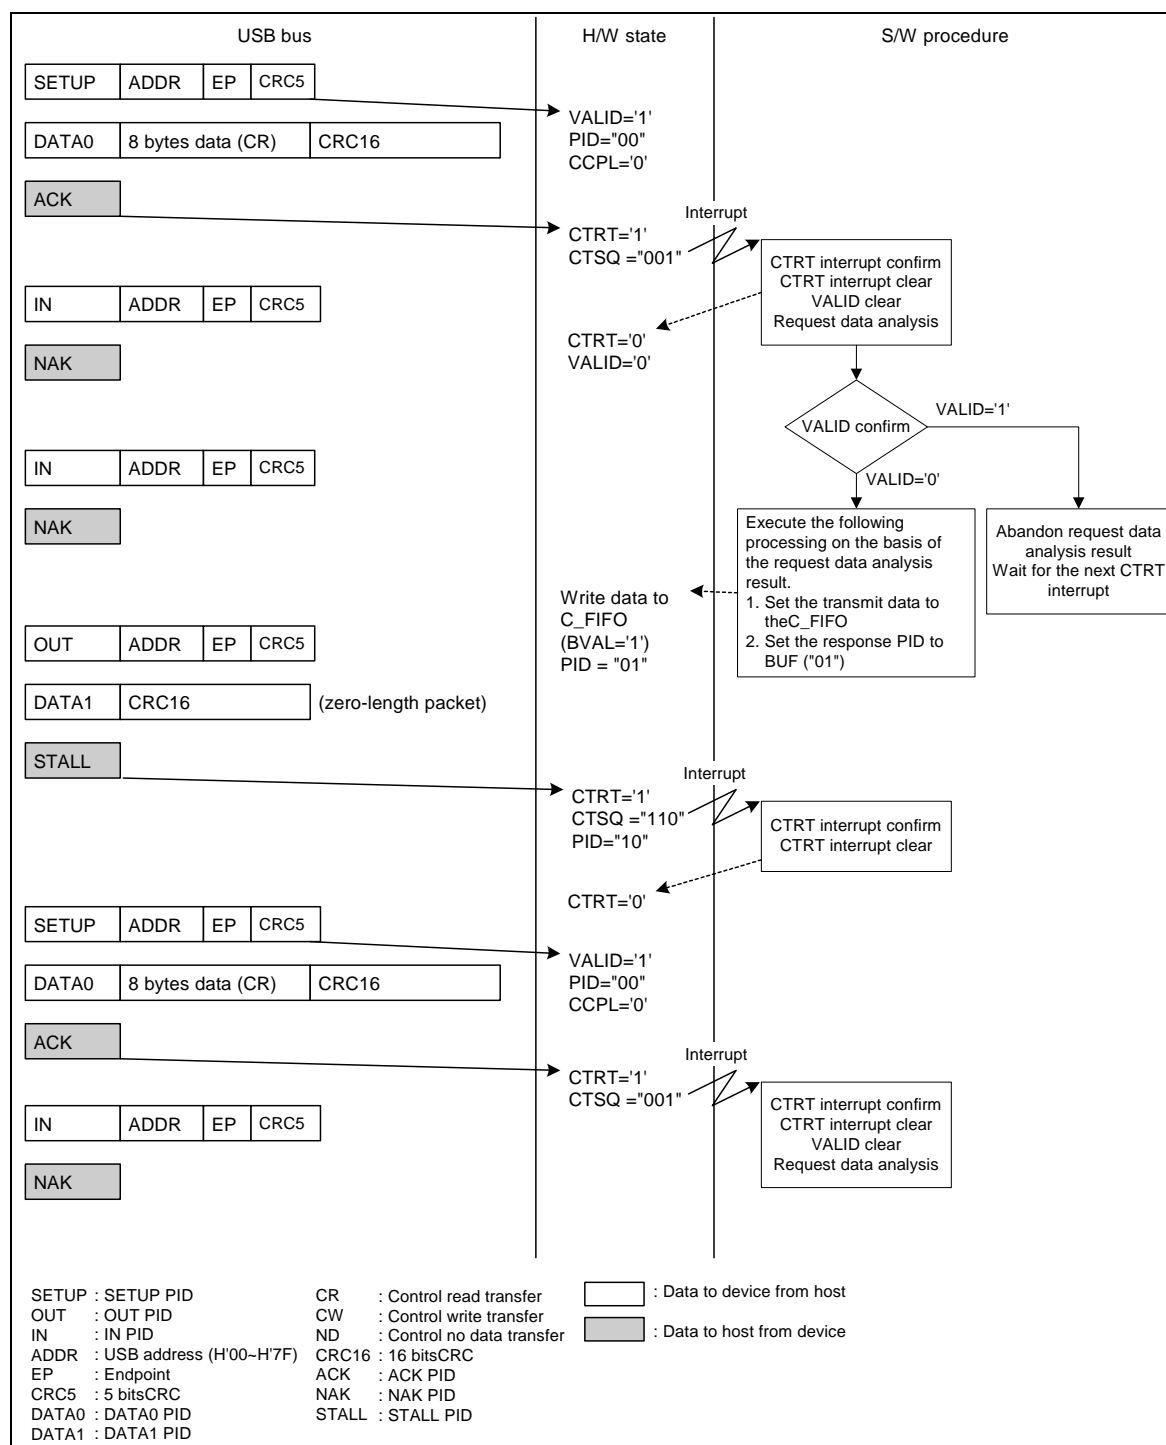 USB bus
H/W state
S/W procedure
SETUP ADDR EP CRC5
VALID='1'
PID="00"
CCPL='0'
DATA0 8 bytes data (CR) CRC16
ACK
Interrupt
CTRT='1'
CTSQ ="001"
CTRT interrupt confirm
CTRT interrupt clear
VALID clear
Request data analysis
IN ADDR EP CRC5
CTRT='0'
VALID='0'
NAK
VALID confirm
VALID='1'
VALID='0'
IN ADDR EP CRC5
NAK
Execute the following
processing on the basis of
the request data analysis
result.
1. Set the transmit data to
theC_FIFO
2. Set the response PID to
BUF ("01")
Abandon request data
analysis result
Wait for the next CTRT
interrupt
Write data to
C_FIFO
(BVAL='1')
PID = "01"
OUT ADDR EP CRC5
DATA1 CRC16 (zero-length packet)
STALL
Interrupt
CTRT='1'
CTSQ ="110"
PID="10"
CTRT interrupt confirm
CTRT interrupt clear
CTRT='0'
SETUP ADDR EP CRC5
VALID='1'
PID="00"
CCPL='0'
DATA0 8 bytes data (CR) CRC16
ACK
Interrupt
CTRT='1'
CTSQ ="001"
CTRT interrupt confirm
CTRT interrupt clear
VALID clear
Request data analysis
IN ADDR EP CRC5
NAK
SETUP : SETUP PID
OUT : OUT PID
IN : IN PID
ADDR : USB address (H'00~H'7F)
EP : Endpoint
CRC5 : 5 bitsCRC
DATA0 : DATA0 PID
DATA1 : DATA1 PID
CR : Control read transfer
CW : Control write transfer
ND : Control no data transfer
CRC16 : 16 bitsCRC
ACK : ACK PID
NAK : NAK PID
STALL : STALL PID
: Data to device from host
: Data to host from device